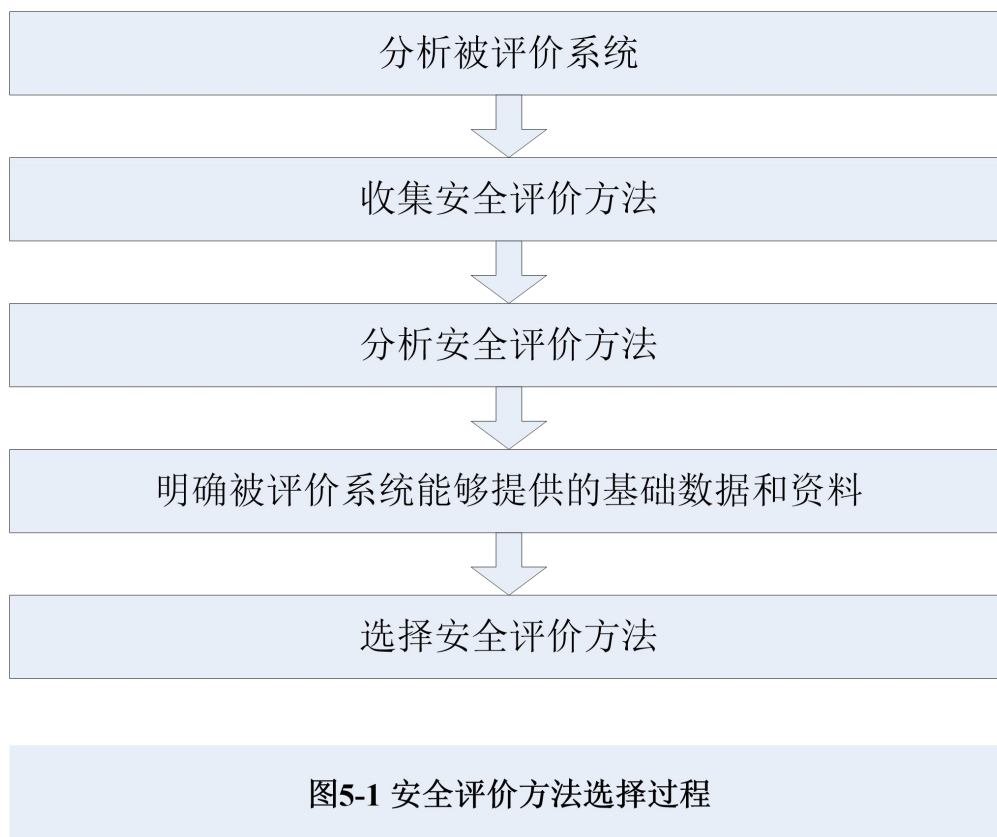 分析被评价系统
收集安全评价方法
分析安全评价方法
明确被评价系统能够提供的基础数据和资料
选择安全评价方法
图5-1 安全评价方法选择过程